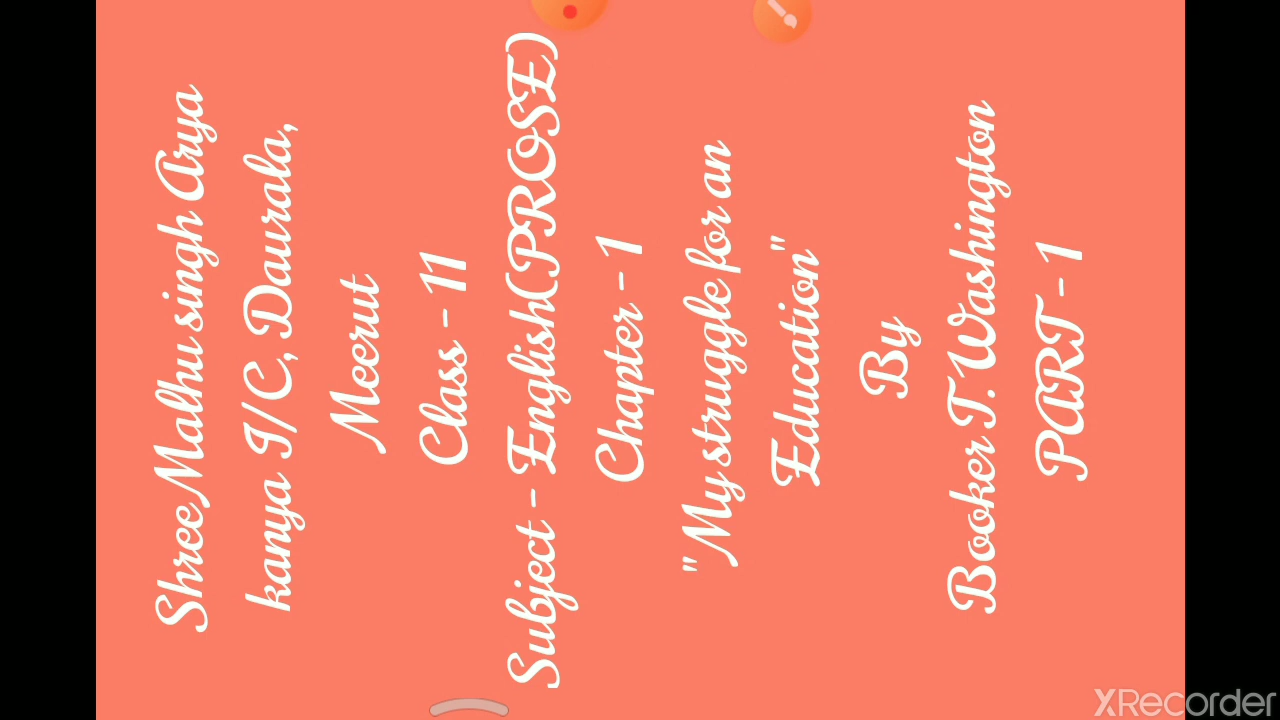 Shree Malhu singh Arya
kanya I/C, Daurala,
Meerut
Class - 11
Subject - English(PROSE)
Chapter - 1
"My struggle for an
Education"
By
Booker T. Washington
PART - 1
XRecorder